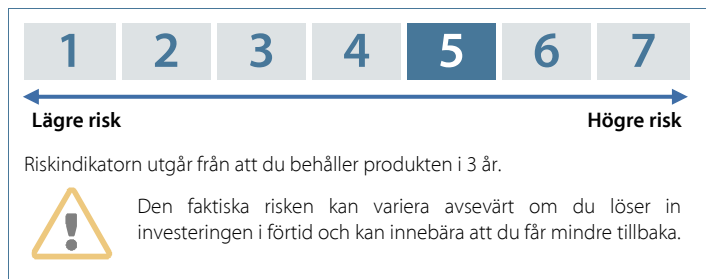 1 2 3 4 5 6 7
Lägre risk Högre risk
Riskindikatorn utgår från att du behåller produkten i 3 år.
Den faktiska risken kan variera avsevärt om du löser in
investeringen i förtid och kan innebära att du får mindre tillbaka.